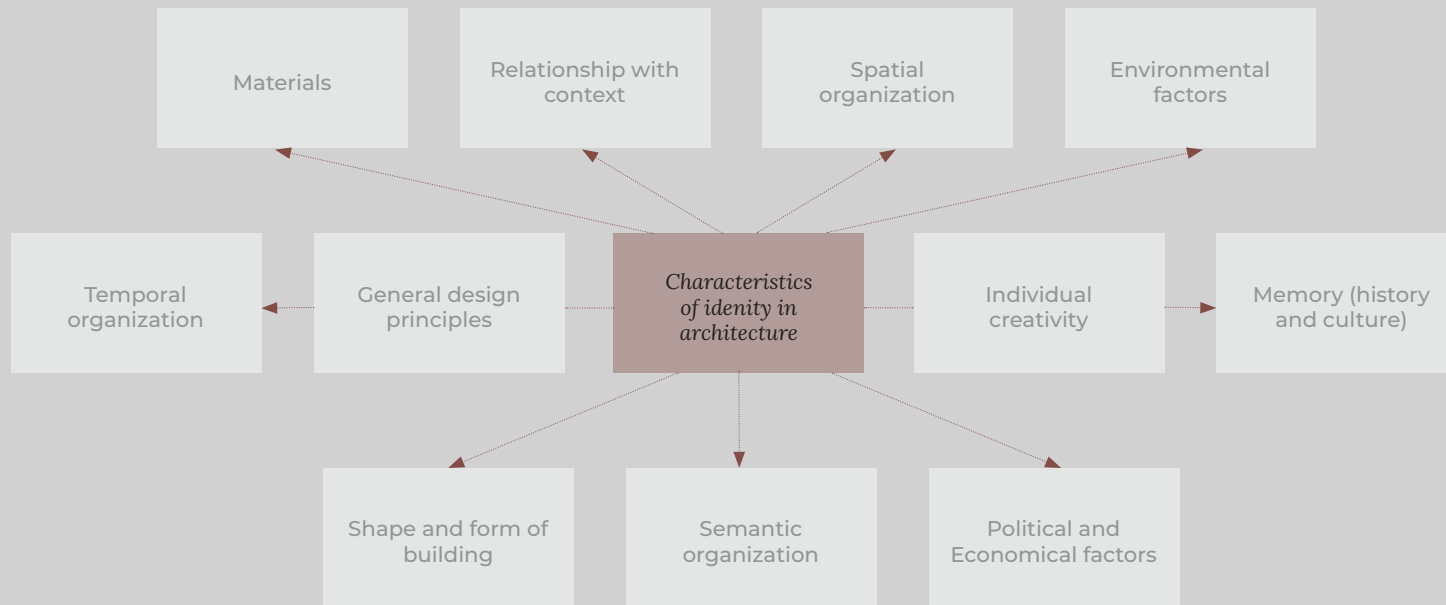 Materials
Relationship with
context
Spatial
organization
Environmental
factors
Temporal
organization
General design
principles
Characteristics
of idenity in
architecture
Individual
creativity
Memory (history
and culture)
Shape and form of
building
Semantic
organization
Political and
Economical factors